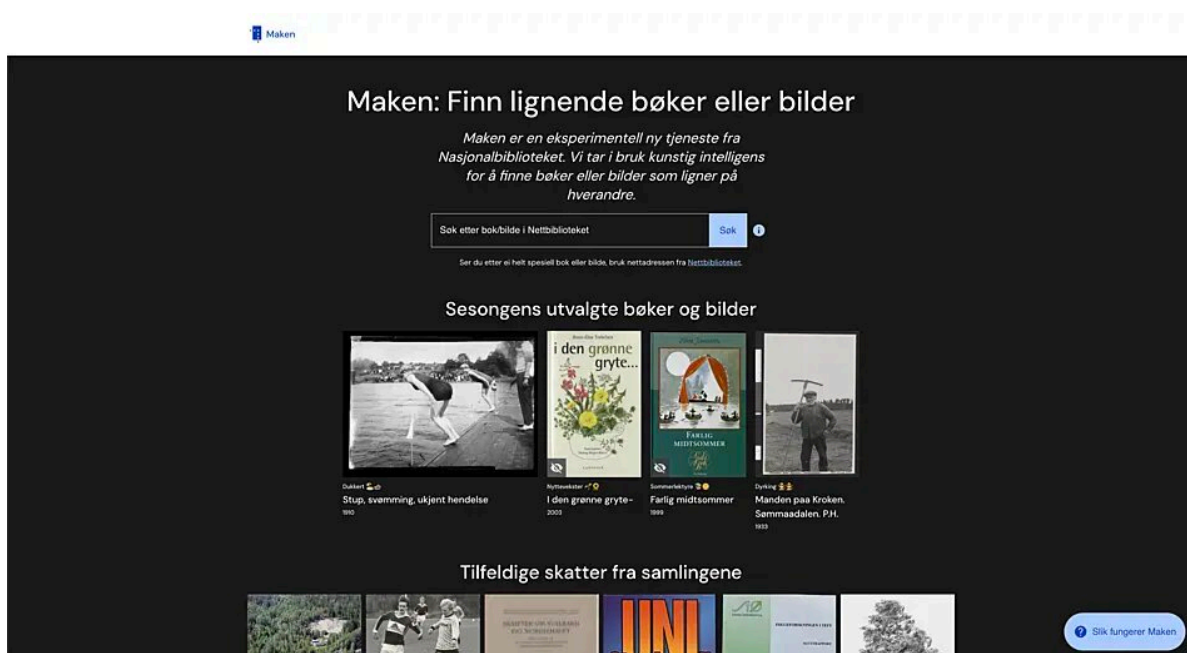 Maken
Maken: Finn lignende bøker eller bilder
Maken er en eksperimentell ny tjeneste fra
Nasjonalbiblioteket. Vi tar i bruk kunstig intelligens
for å finne bøker eller bilder som ligner på
hverandre.
Søk etter bok/bilde i Nettbiblioteket
Søk
Ser du etter ei helt spesiell bok eller bilde, bruk nettadressen fra Nettbiblioteket.
Sesongens utvalgte bøker og bilder
i den grønne
gryte...
FARLIG
MIDTSOMMER
Dukkert
Stup, svømming, ukjent hendelse
1910
Nyttevekster
I den grønne gryte-
2003
Sommerlektyre
Farlig midtsommer
1999
Dyrking
Manden paa Kroken.
Sømmaadalen. P.H.
1933
Tilfeldige skatter fra samlingene
UNI
Slik fungerer Maken